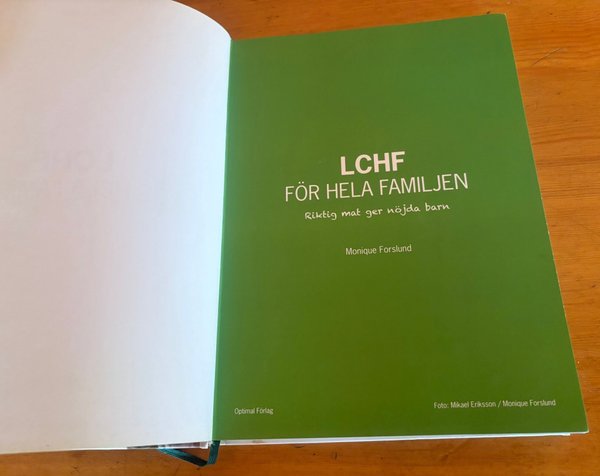 LCHF
FÖR HELA FAMILJEN
Riktig mat ger nöjda barn
Monique Forslund
Optimal Förlag
Foto: Mikael Eriksson / Monique Forslund